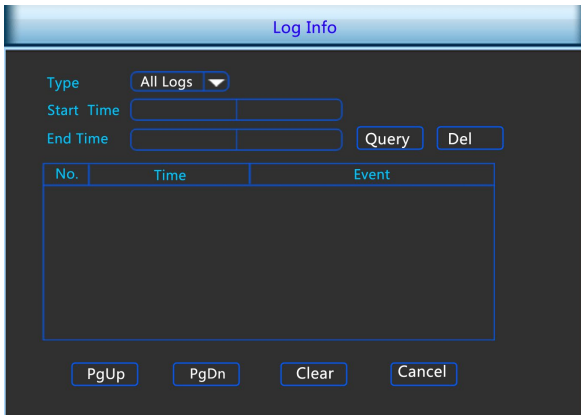 Log Info
Type All Logs
Start Time
End Time Query Del
No. Time Event
PgUp PgDn Clear Cancel